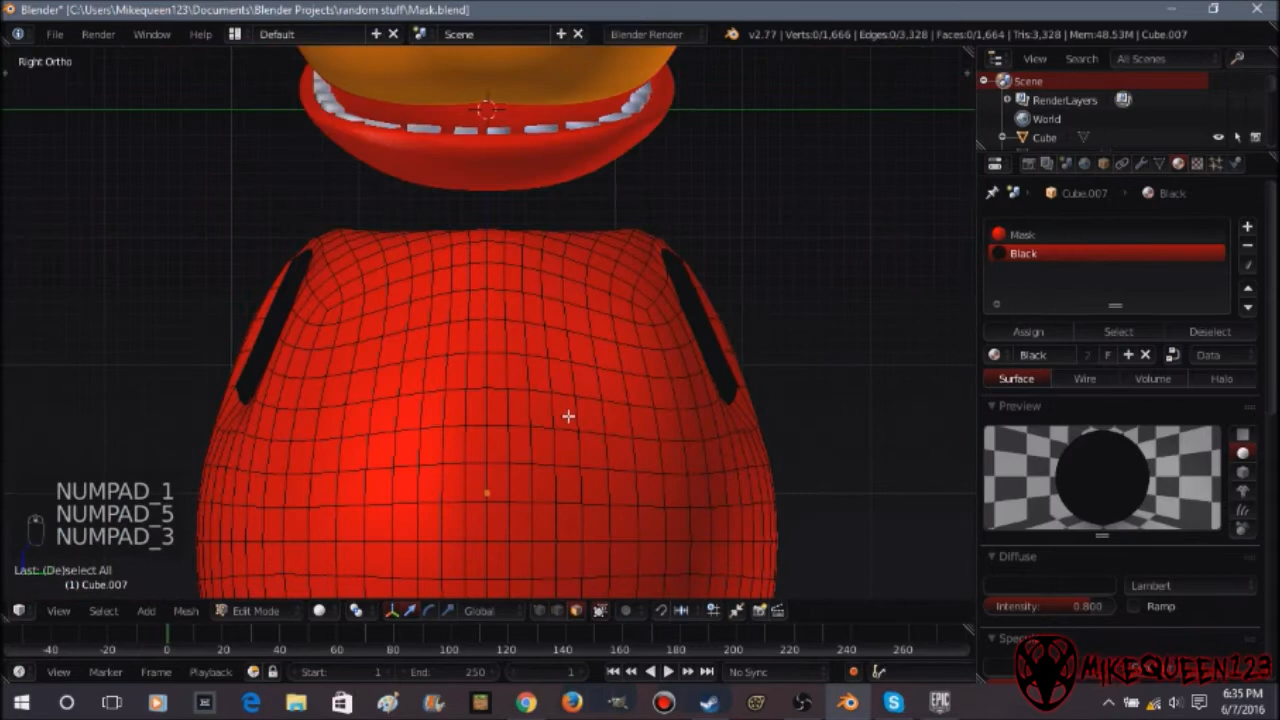 Blender* [C:\Users\Mikequeen123\Documents\Blender Projects\random stuff\Mask.blend]
File Render Window Help Default Scene Blender Render v2.77 | Verts:0/1,666 | Edges:0/3,328 | Faces:0/1,664 | Tris:3,328 | Mem:48.53M | Cube.007
Right Ortho
View Search All Scenes
Scene
RenderLayers
World
Cube
Cube.007 Black
Mask
Black
Assign Select Deselect
Black 2 F Data
Surface Wire Volume Halo
Preview
NUMPAD_1
NUMPAD_5
NUMPAD_3
Last: (De)select All
(1) Cube.007
Diffuse
Lambert
Intensity: 0.800 Ramp
View Select Add Mesh Edit Mode Global
-40 -20 0 20 40 60 80 100 120 140 160 180 200 220 240 260
View Marker Frame Playback Start: 1 End: 250 1 No Sync
MIKEQUEEN123
EPIC
6:35 PM
6/7/2016